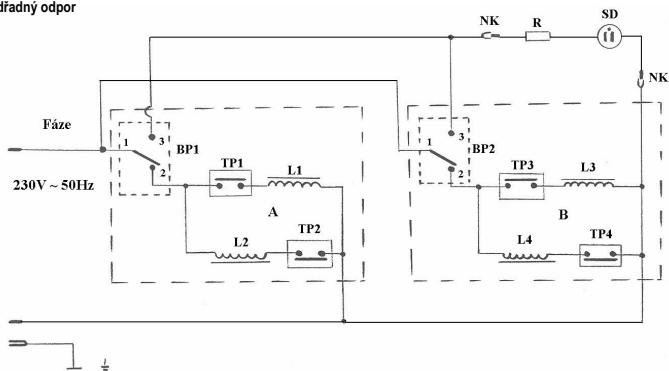 dřadný odpor
SD
NK
R
NK
Fáze
1
3
BP1
2
TP1
L1
1
3
BP2
2
TP3
L3
230V ~ 50Hz
A
B
L2
TP2
L4
TP4